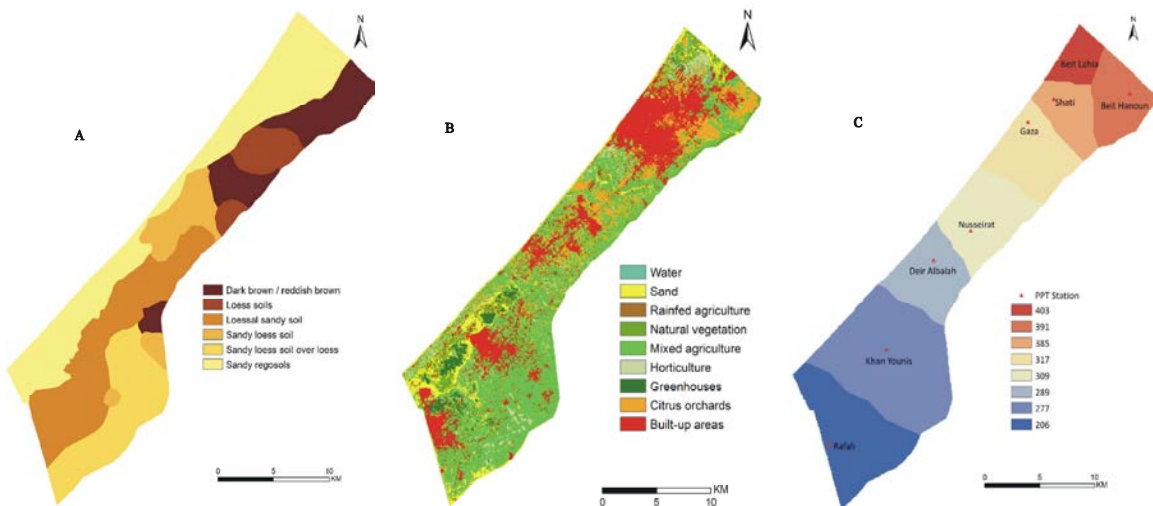 N
A
Dark brown / reddish brown
Loess soils
Loessal sandy soil
Sandy loess soil
Sandy loess soil over loess
Sandy regosols
0 5 10
KM
N
B
Water
Sand
Rainfed agriculture
Natural vegetation
Mixed agriculture
Horticulture
Greenhouses
Citrus orchards
Built-up areas
0 5 10
KM
N
C
Beit Lahia
Shati
Beit Hanoun
Gaza
Nusseirat
Deir Albalah
Khan Younis
Rafah
PPT Station
403
391
385
317
309
289
277
206
0 5 10
KM